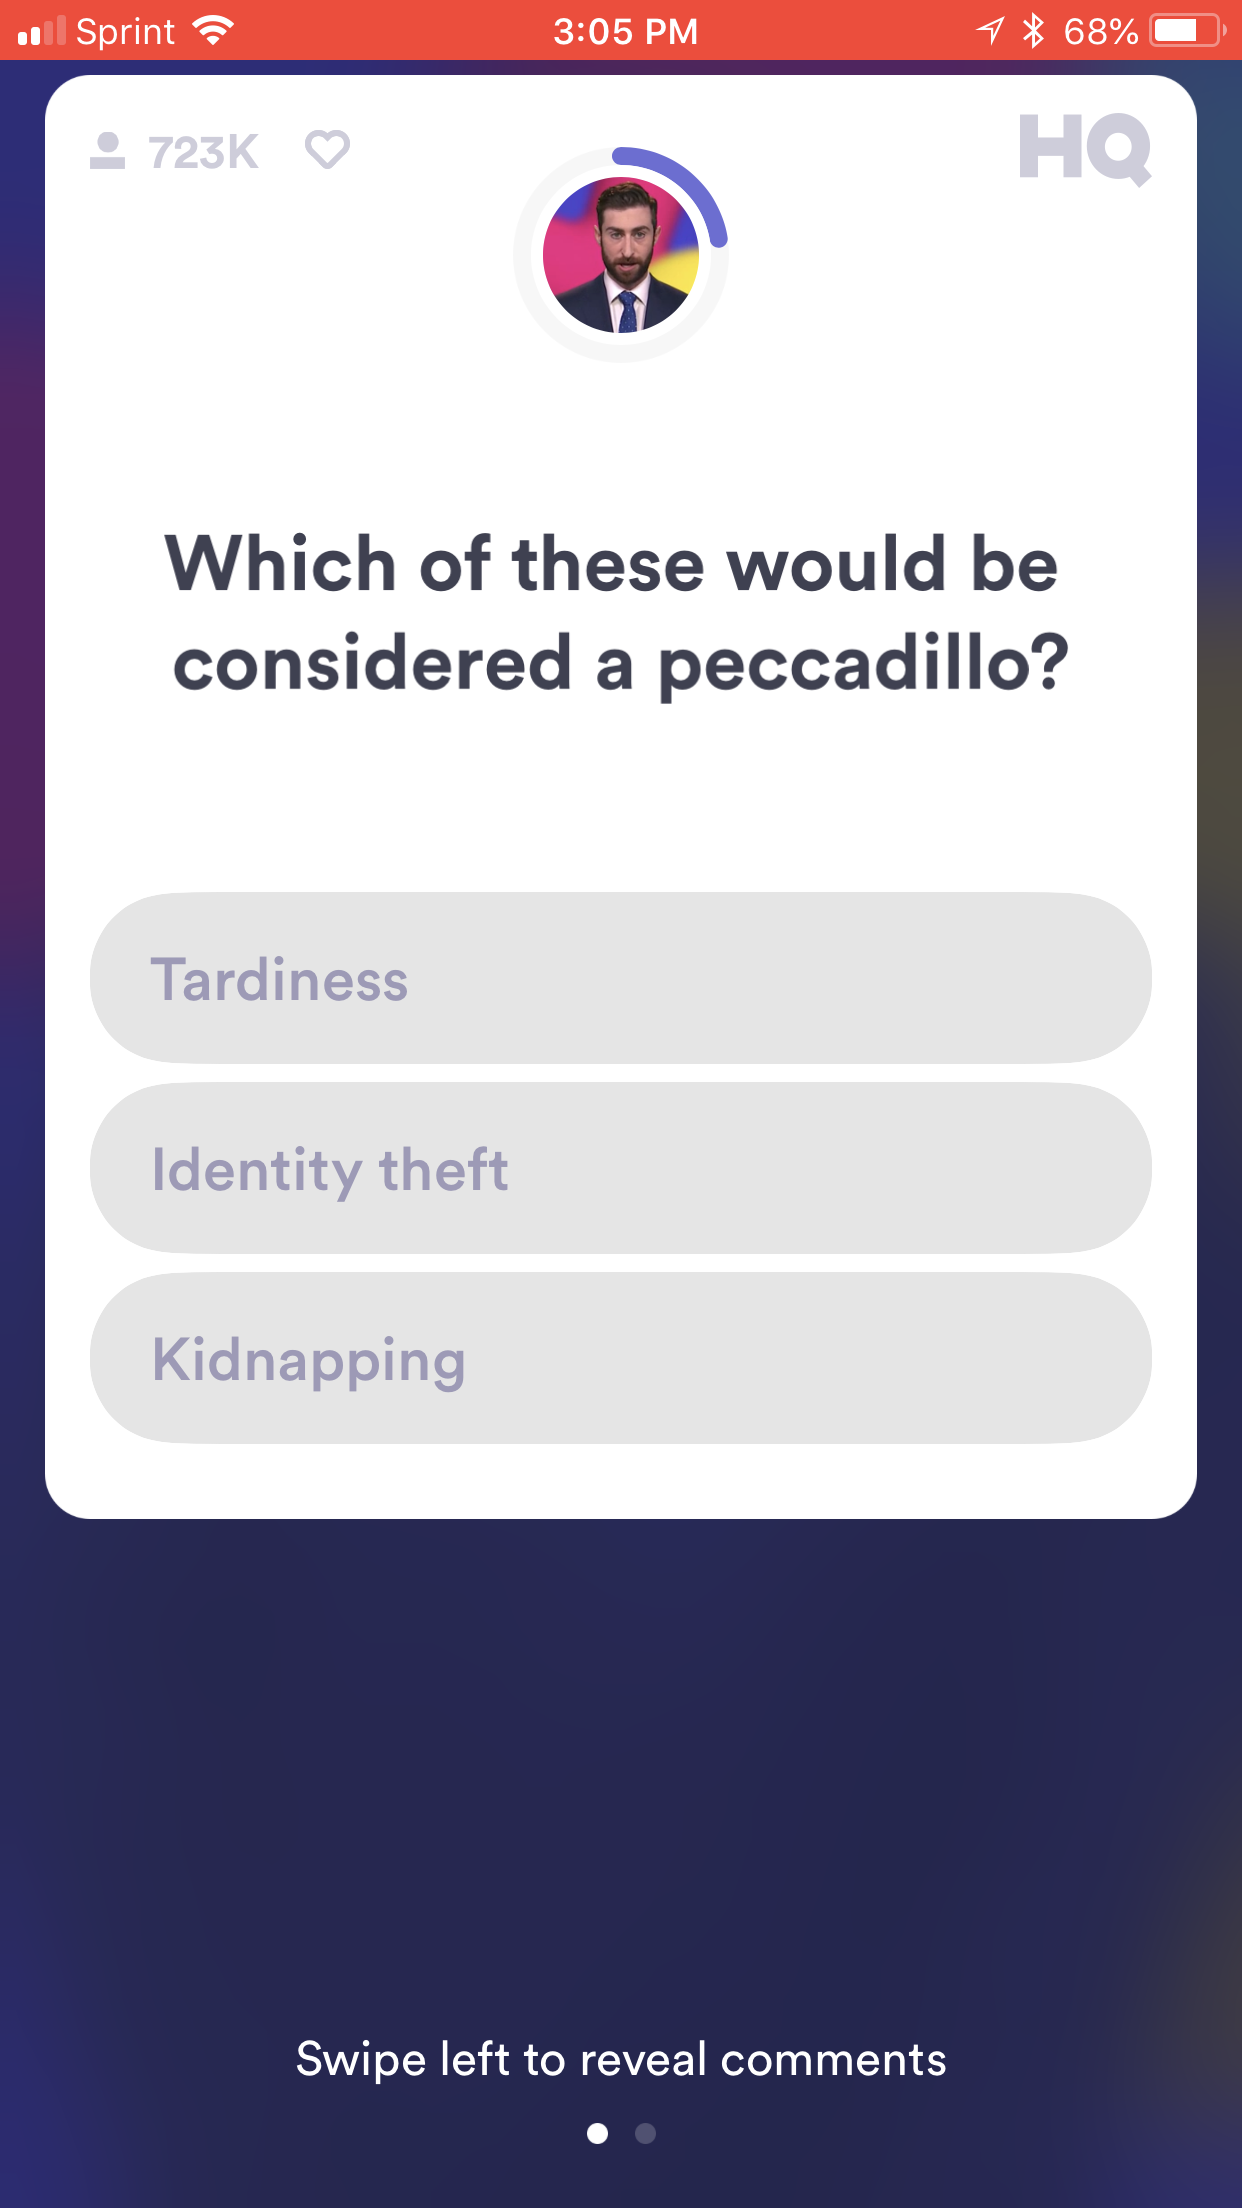 Sprint 3:05 PM 68%
723K HQ
Which of these would be
considered a peccadillo?
Tardiness
Identity theft
Kidnapping
Swipe left to reveal comments